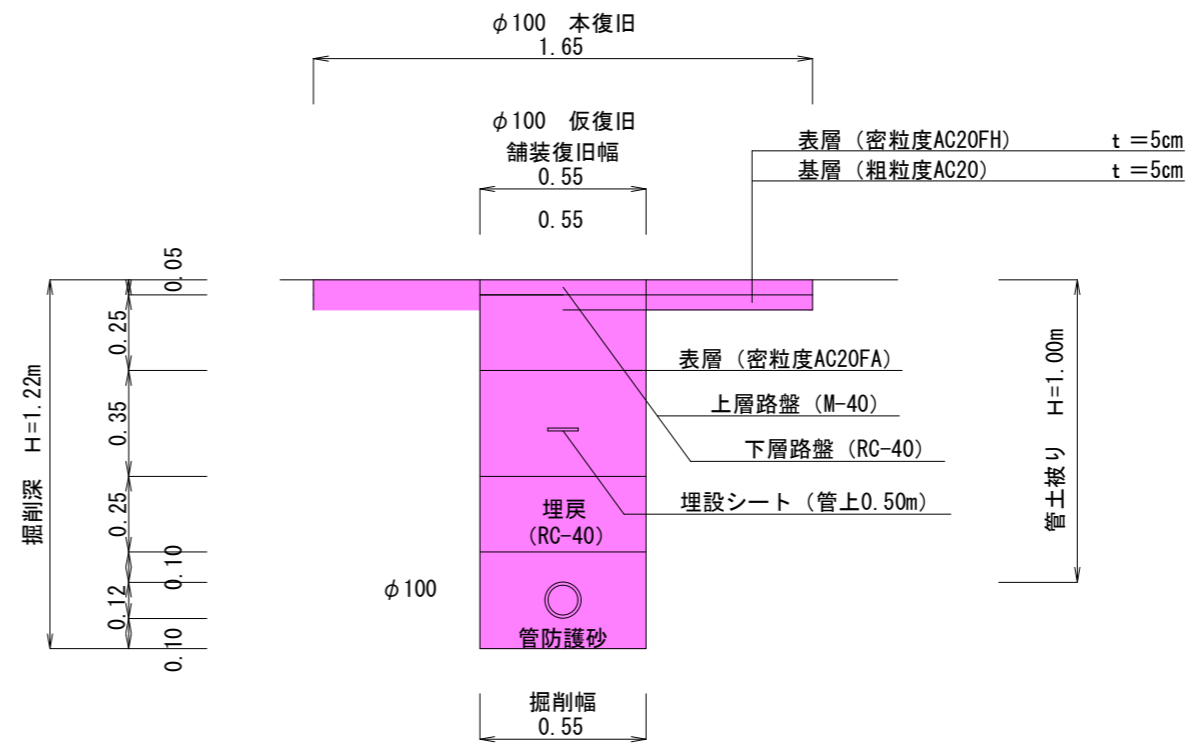 φ100　本復旧
1.65
φ100　仮復旧
舗装復旧幅
0.55
0.55
表層（密粒度AC20FH）　t＝5cm
基層（粗粒度AC20）　t＝5cm
0.05
0.25
0.35
0.25
0.10
0.12
0.10
掘削深　H=1.22m
表層（密粒度AC20FA）
上層路盤（M-40）
下層路盤（RC-40）
埋設シート（管上0.50m）
埋戻
（RC-40）
φ100
管防護砂
管土被り　H=1.00m
掘削幅
0.55